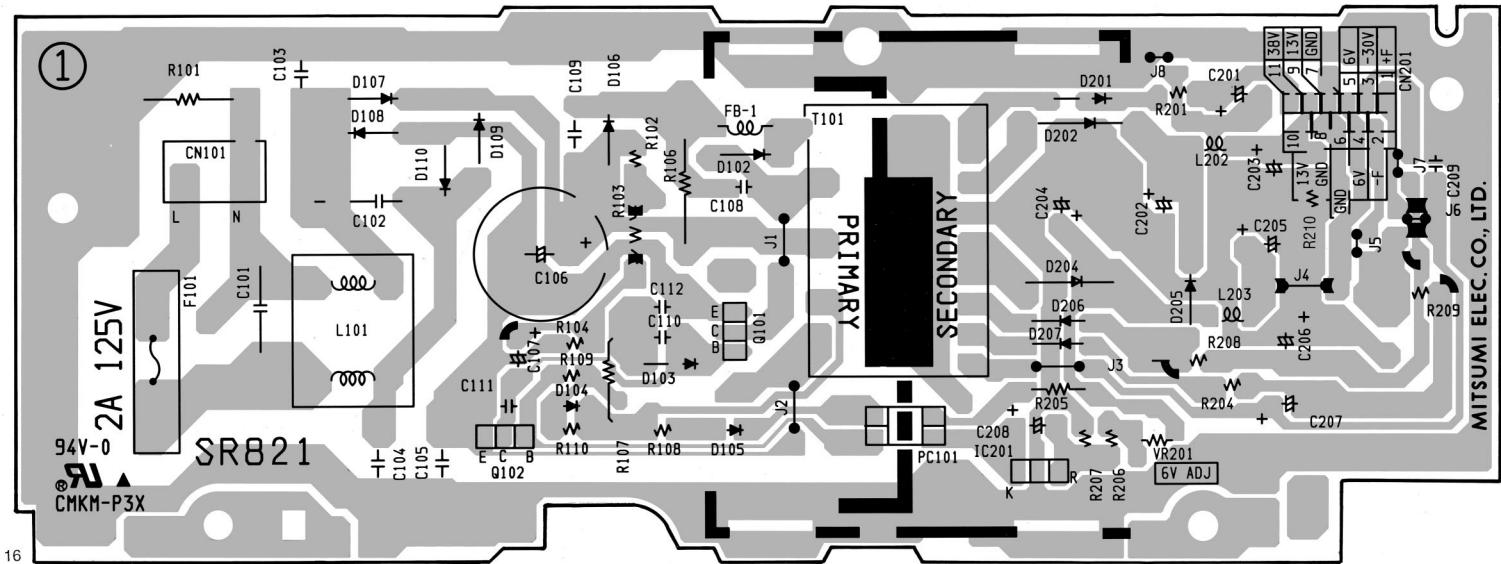 1
R101
C103
D107
D108
CN101
L
N
D110
C102
D109
C109
D106
R102
R103
R106
FB-1
D102
C108
C106
+
J1
T101
PRIMARY
SECONDARY
D201
D202
J8
R201
C201
+
L202
C203
+
C204
+
C202
+
11 38V
9 13V
7 GND
5 6V
3 -30V
1 +F
CN201
10 8 6 4 2
13V
GND
GND
6V
-F
R210
J7
C209
J6
J5
C205
+
J4
D204
D206
D207
D205
L203
R208
C206
+
R209
J3
R205
R204
C207
+
C208
+
IC201
K
R
R207
R206
VR201
6V ADJ
PC101
F101
2A 125V
C101
L101
C107
+
R104
R109
D104
R110
C111
C112
C110
D103
E
C
B
Q101
J2
R107
R108
D105
E C B
Q102
C104
C105
94V-0
SR821
®
CMKM-P3X
MITSUMI ELEC. CO., LTD.
16